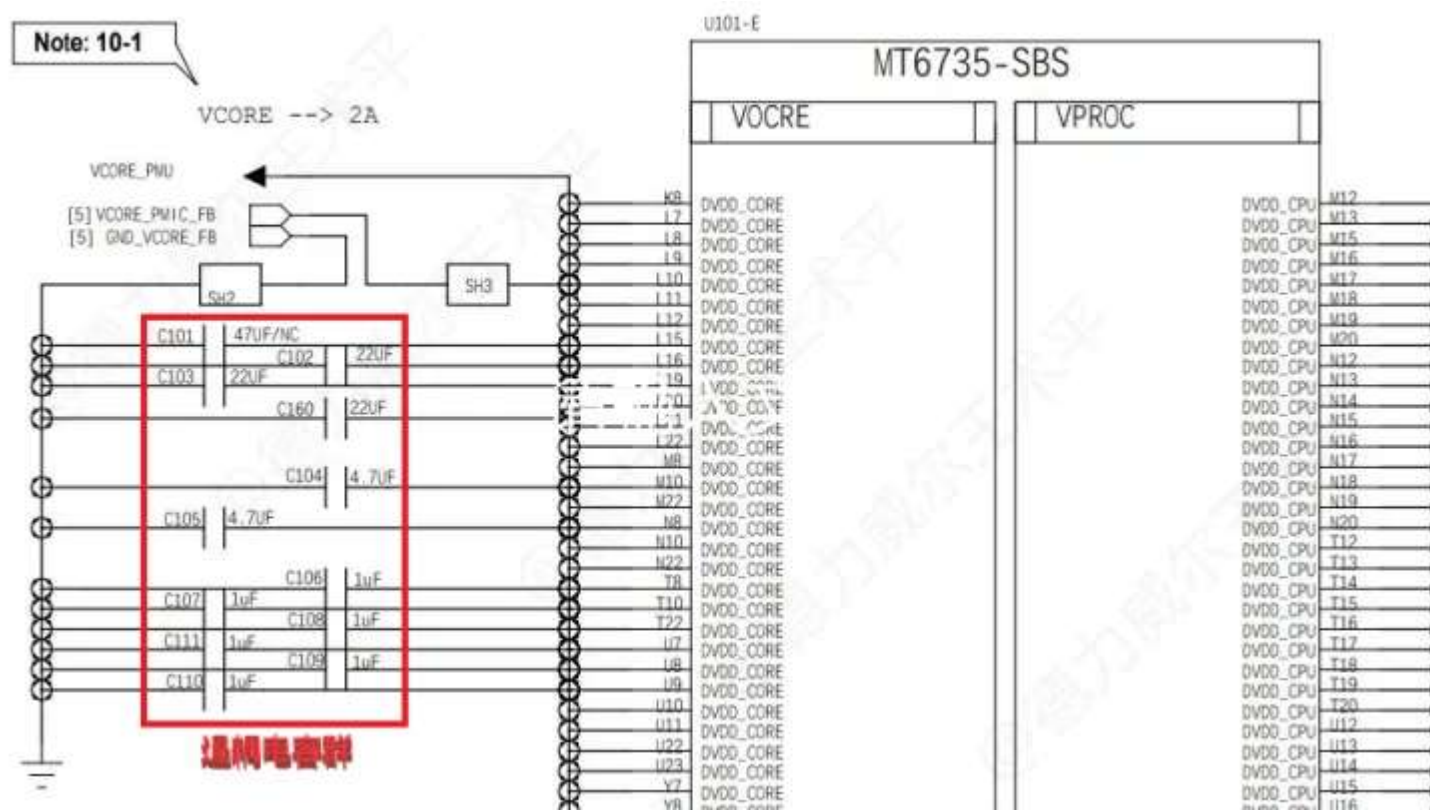 U101-E
Note: 10-1
MT6735-SBS
VCORE --> 2A
VOCRE
VPROC
VCORE_PMU
[5] VCORE_PMIC_FB
[5] GND_VCORE_FB
SH2
SH3
C101 47UF/NC
C102 22UF
C103 22UF
C160 22UF
C104 4.7UF
C105 4.7UF
C106 1uF
C107 1uF
C108 1uF
C111 1uF
C109 1uF
C110 1uF
K8 DVDD_CORE
L7 DVDD_CORE
L8 DVDD_CORE
L9 DVDD_CORE
L10 DVDD_CORE
L11 DVDD_CORE
L12 DVDD_CORE
L15 DVDD_CORE
L16 DVDD_CORE
L22 DVDD_CORE
M8 DVDD_CORE
M10 DVDD_CORE
M22 DVDD_CORE
N8 DVDD_CORE
N10 DVDD_CORE
N22 DVDD_CORE
T8 DVDD_CORE
T10 DVDD_CORE
T22 DVDD_CORE
U7 DVDD_CORE
U8 DVDD_CORE
U9 DVDD_CORE
U10 DVDD_CORE
U11 DVDD_CORE
U22 DVDD_CORE
U23 DVDD_CORE
Y7 DVDD_CORE
Y8 DVDD_CORE
DVDD_CPU M12
DVDD_CPU M13
DVDD_CPU M15
DVDD_CPU M16
DVDD_CPU M17
DVDD_CPU M18
DVDD_CPU M19
DVDD_CPU M20
DVDD_CPU N12
DVDD_CPU N13
DVDD_CPU N14
DVDD_CPU N15
DVDD_CPU N16
DVDD_CPU N17
DVDD_CPU N18
DVDD_CPU N19
DVDD_CPU N20
DVDD_CPU T12
DVDD_CPU T13
DVDD_CPU T14
DVDD_CPU T15
DVDD_CPU T16
DVDD_CPU T17
DVDD_CPU T18
DVDD_CPU T19
DVDD_CPU T20
DVDD_CPU U12
DVDD_CPU U13
DVDD_CPU U14
DVDD_CPU U15
DVDD_CPU U16